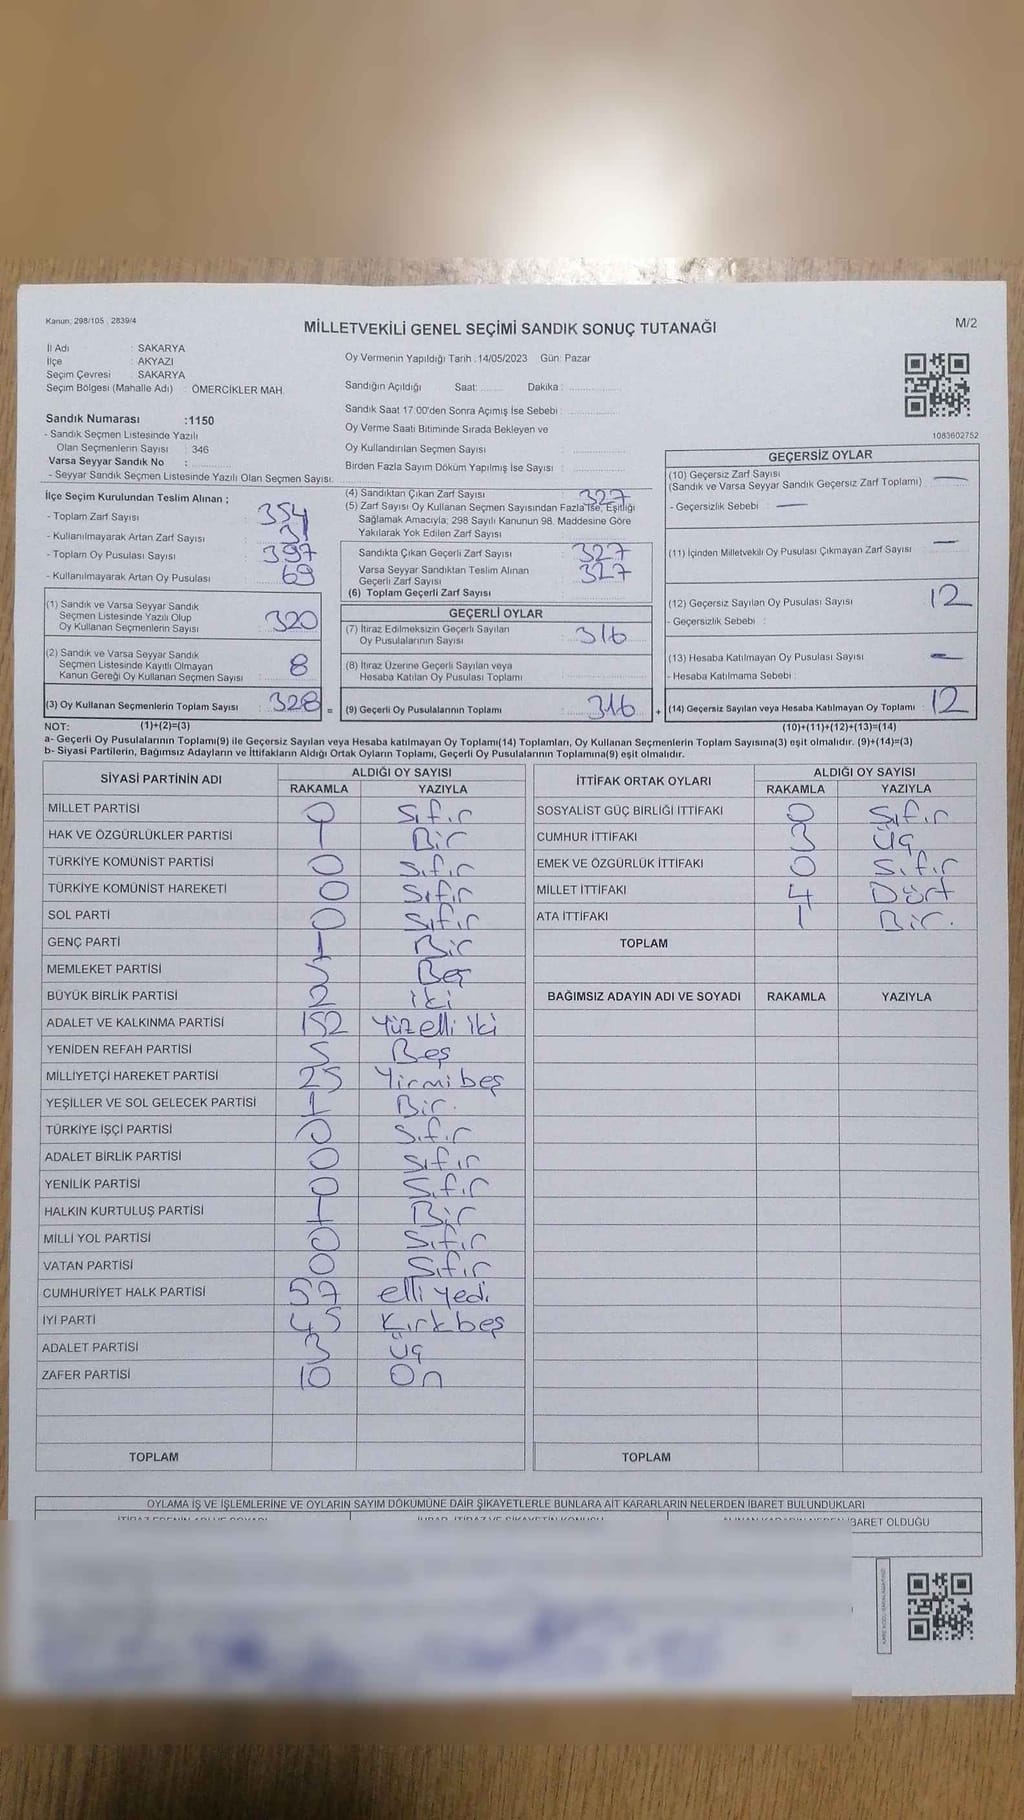 Kanun, 298/105 , 2839/4
MİLLETVEKİLİ GENEL SEÇİMİ SANDIK SONUÇ TUTANAĞI
M/2
İl Adı : SAKARYA
İlçe : AKYAZI
Seçim Çevresi : SAKARYA
Seçim Bölgesi (Mahalle Adı) : ÖMERCİKLER MAH.
Oy Vermenin Yapıldığı Tarih : 14/05/2023 Gün: Pazar
Sandığın Açıldığı Saat: Dakika :
Sandık Saat 17:00'den Sonra Açımış İse Sebebi :
Oy Verme Saati Bitiminde Sırada Bekleyen ve
Oy Kullandırılan Seçmen Sayısı :
Birden Fazla Sayım Döküm Yapılmış İse Sayısı :
1083602752
Sandık Numarası :1150
- Sandık Seçmen Listesinde Yazılı
Olan Seçmenlerin Sayısı : 346
Varsa Seyyar Sandık No :
- Seyyar Sandık Seçmen Listesinde Yazılı Olan Seçmen Sayısı:
İlçe Seçim Kurulundan Teslim Alınan ;
- Toplam Zarf Sayısı : 354
- Kullanılmayarak Artan Zarf Sayısı : 31
- Toplam Oy Pusulası Sayısı : 397
- Kullanılmayarak Artan Oy Pusulası : 69
(1) Sandık ve Varsa Seyyar Sandık
Seçmen Listesinde Yazılı Olup
Oy Kullanan Seçmenlerin Sayısı : 320
(2) Sandık ve Varsa Seyyar Sandık
Seçmen Listesinde Kayıtlı Olmayan
Kanun Gereği Oy Kullanan Seçmen Sayısı : 8
(3) Oy Kullanan Seçmenlerin Toplam Sayısı : 328 =
(4) Sandıktan Çıkan Zarf Sayısı : 327
(5) Zarf Sayısı Oy Kullanan Seçmen Sayısından Fazla İse, Eşitliği
Sağlamak Amacıyla; 298 Sayılı Kanunun 98. Maddesine Göre
Yakılarak Yok Edilen Zarf Sayısı :
Sandıkta Çıkan Geçerli Zarf Sayısı : 327
Varsa Seyyar Sandıktan Teslim Alınan
Geçerli Zarf Sayısı : 327
(6) Toplam Geçerli Zarf Sayısı :
GEÇERLİ OYLAR
(7) İtiraz Edilmeksizin Geçerli Sayılan
Oy Pusulalarının Sayısı : 316
(8) İtiraz Üzerine Geçerli Sayılan veya
Hesaba Katılan Oy Pusulası Toplamı :
(9) Geçerli Oy Pusulalarının Toplamı : 316 +
GEÇERSİZ OYLAR
(10) Geçersiz Zarf Sayısı
(Sandık ve Varsa Seyyar Sandık Geçersiz Zarf Toplamı) : —
- Geçersizlik Sebebi : —
(11) İçinden Milletvekili Oy Pusulası Çıkmayan Zarf Sayısı : —
(12) Geçersiz Sayılan Oy Pusulası Sayısı : 12
- Geçersizlik Sebebi :
(13) Hesaba Katılmayan Oy Pusulası Sayısı : —
- Hesaba Katılmama Sebebi :
(14) Geçersiz Sayılan veya Hesaba Katılmayan Oy Toplamı : 12
NOT: (1)+(2)=(3) (10)+(11)+(12)+(13)=(14)
a- Geçerli Oy Pusulalarının Toplamı(9) ile Geçersiz Sayılan veya Hesaba katılmayan Oy Toplamı(14) Toplamları, Oy Kullanan Seçmenlerin Toplam Sayısına(3) eşit olmalıdır. (9)+(14)=(3)
b- Siyasi Partilerin, Bağımsız Adayların ve İttifakların Aldığı Ortak Oyların Toplamı, Geçerli Oy Pusulalarının Toplamına(9) eşit olmalıdır.
SİYASİ PARTİNİN ADI ALDIĞI OY SAYISI
RAKAMLA YAZIYLA
MİLLET PARTİSİ 0 Sıfır
HAK VE ÖZGÜRLÜKLER PARTİSİ 1 Bir
TÜRKİYE KOMÜNİST PARTİSİ 0 Sıfır
TÜRKİYE KOMÜNİST HAREKETİ 0 Sıfır
SOL PARTİ 0 Sıfır
GENÇ PARTİ 1 Bir
MEMLEKET PARTİSİ 5 Beş
BÜYÜK BİRLİK PARTİSİ 2 iki
ADALET VE KALKINMA PARTİSİ 152 Yüzelli iki
YENİDEN REFAH PARTİSİ 5 Beş
MİLLİYETÇİ HAREKET PARTİSİ 25 Yirmi beş
YEŞİLLER VE SOL GELECEK PARTİSİ 1 Bir.
TÜRKİYE İŞÇİ PARTİSİ 0 Sıfır
ADALET BİRLİK PARTİSİ 0 Sıfır
YENİLİK PARTİSİ 0 Sıfır
HALKIN KURTULUŞ PARTİSİ 1 Bir
MİLLİ YOL PARTİSİ 0 Sıfır
VATAN PARTİSİ 0 Sıfır
CUMHURİYET HALK PARTİSİ 57 elli yedi
İYİ PARTİ 45 Kırkbeş
ADALET PARTİSİ 3 Üç
ZAFER PARTİSİ 10 On
TOPLAM
İTTİFAK ORTAK OYLARI ALDIĞI OY SAYISI
RAKAMLA YAZIYLA
SOSYALİST GÜÇ BİRLİĞİ İTTİFAKI 0 Sıfır
CUMHUR İTTİFAKI 3 Üç
EMEK VE ÖZGÜRLÜK İTTİFAKI 0 Sıfır
MİLLET İTTİFAKI 4 Dört
ATA İTTİFAKI 1 Bir.
TOPLAM
BAĞIMSIZ ADAYIN ADI VE SOYADI RAKAMLA YAZIYLA
TOPLAM
OYLAMA İŞ VE İŞLEMLERİNE VE OYLARIN SAYIM DÖKÜMÜNE DAİR ŞİKAYETLERLE BUNLARA AİT KARARLARIN NELERDEN İBARET BULUNDUKLARI
İBARET OLDUĞU